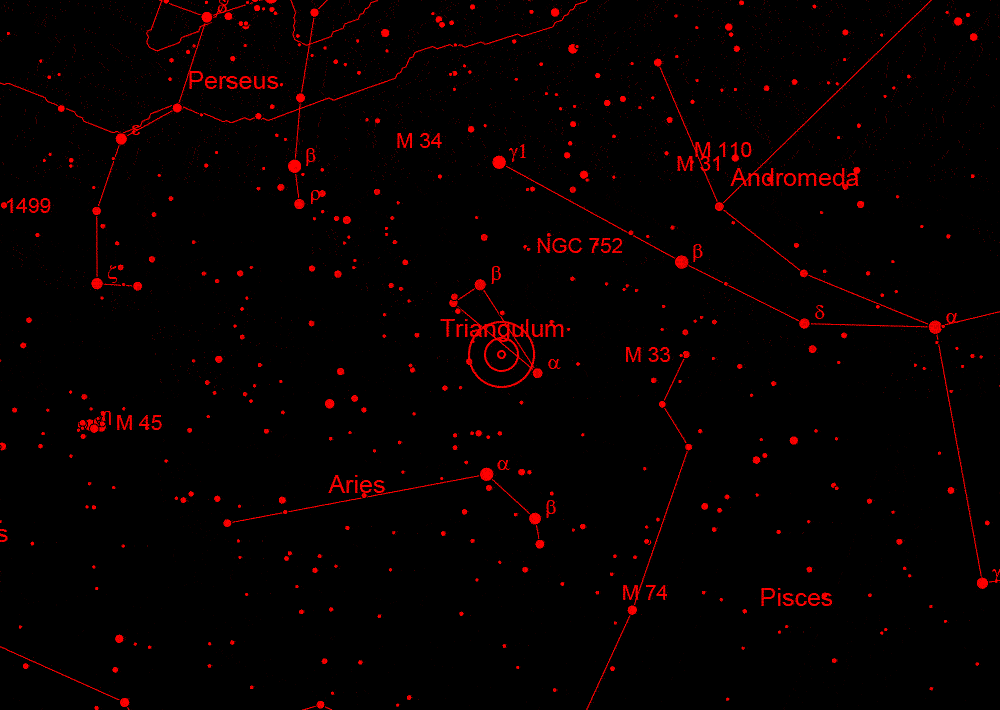 Perseus
ε
β
ρ
M 34
γ1
M 110
M 31
Andromeda
1499
ζ
NGC 752
β
β
δ
α
Triangulum
α
M 33
η
M 45
α
Aries
β
s
M 74
Pisces
γ